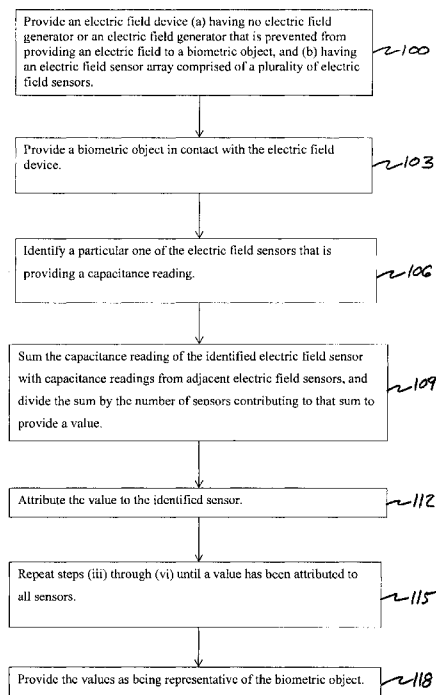 Provide an electric field device (a) having no electric field
generator or an electric field generator that is prevented from
providing an electric field to a biometric object, and (b) having
an electric field sensor array comprised of a plurality of electric
field sensors.
100
Provide a biometric object in contact with the electric field
device.
103
Identify a particular one of the electric field sensors that is
providing a capacitance reading.
106
Sum the capacitance reading of the identified electric field sensor
with capacitance readings from adjacent electric field sensors, and
divide the sum by the number of sensors contributing to that sum to
provide a value.
109
Attribute the value to the identified sensor.
112
Repeat steps (iii) through (vi) until a value has been attributed to
all sensors.
115
Provide the values as being representative of the biometric object.
118